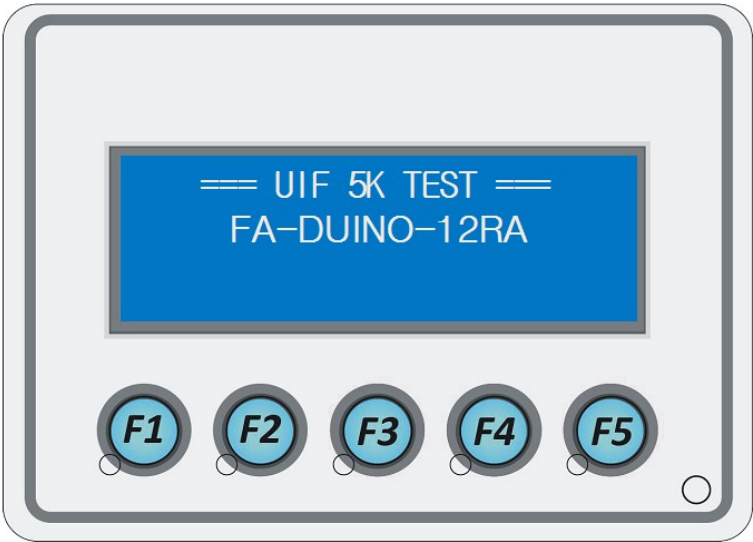 === UIF 5K TEST ===
FA-DUINO-12RA
F1 F2 F3 F4 F5